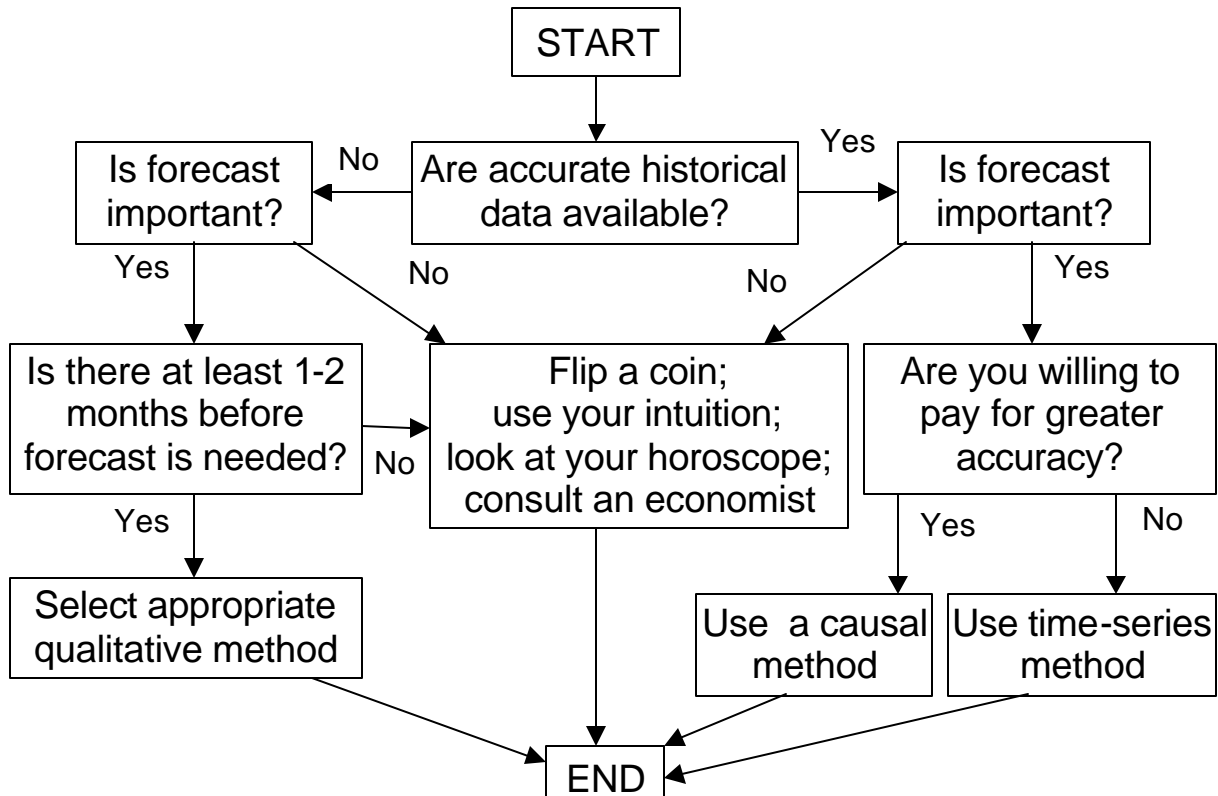 START
Is forecast
important?
No
Are accurate historical
data available?
Yes
Is forecast
important?
Yes
No
No
Yes
Is there at least 1-2
months before
forecast is needed?
No
Flip a coin;
use your intuition;
look at your horoscope;
consult an economist
Are you willing to
pay for greater
accuracy?
Yes
Yes
No
Select appropriate
qualitative method
Use a causal
method
Use time-series
method
END